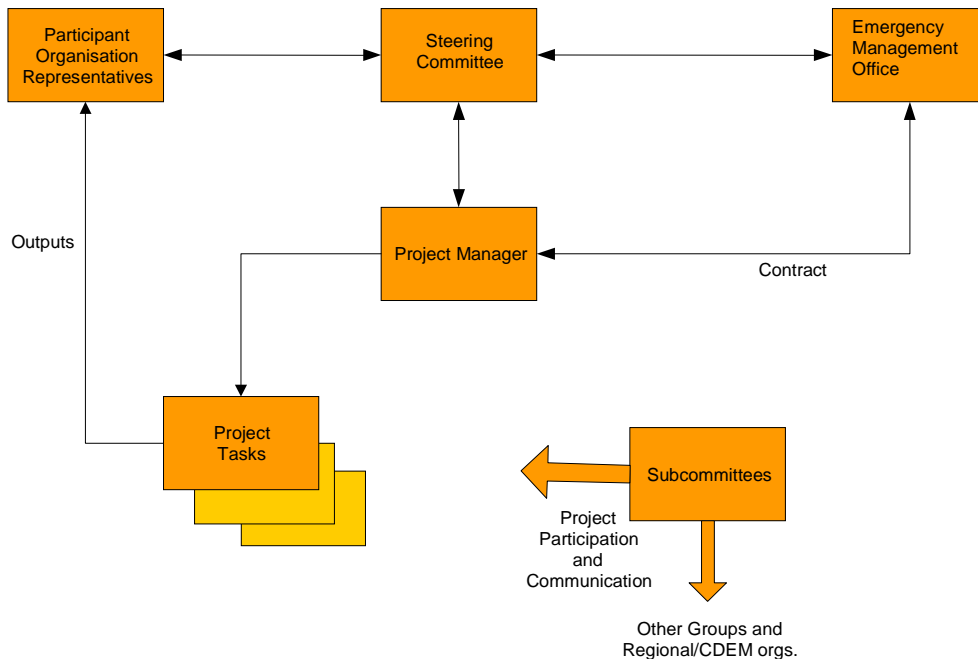 Participant
Organisation
Representatives
Steering
Committee
Emergency
Management
Office
Outputs
Project Manager
Contract
Project
Tasks
Subcommittees
Project
Participation
and
Communication
Other Groups and
Regional/CDEM orgs.